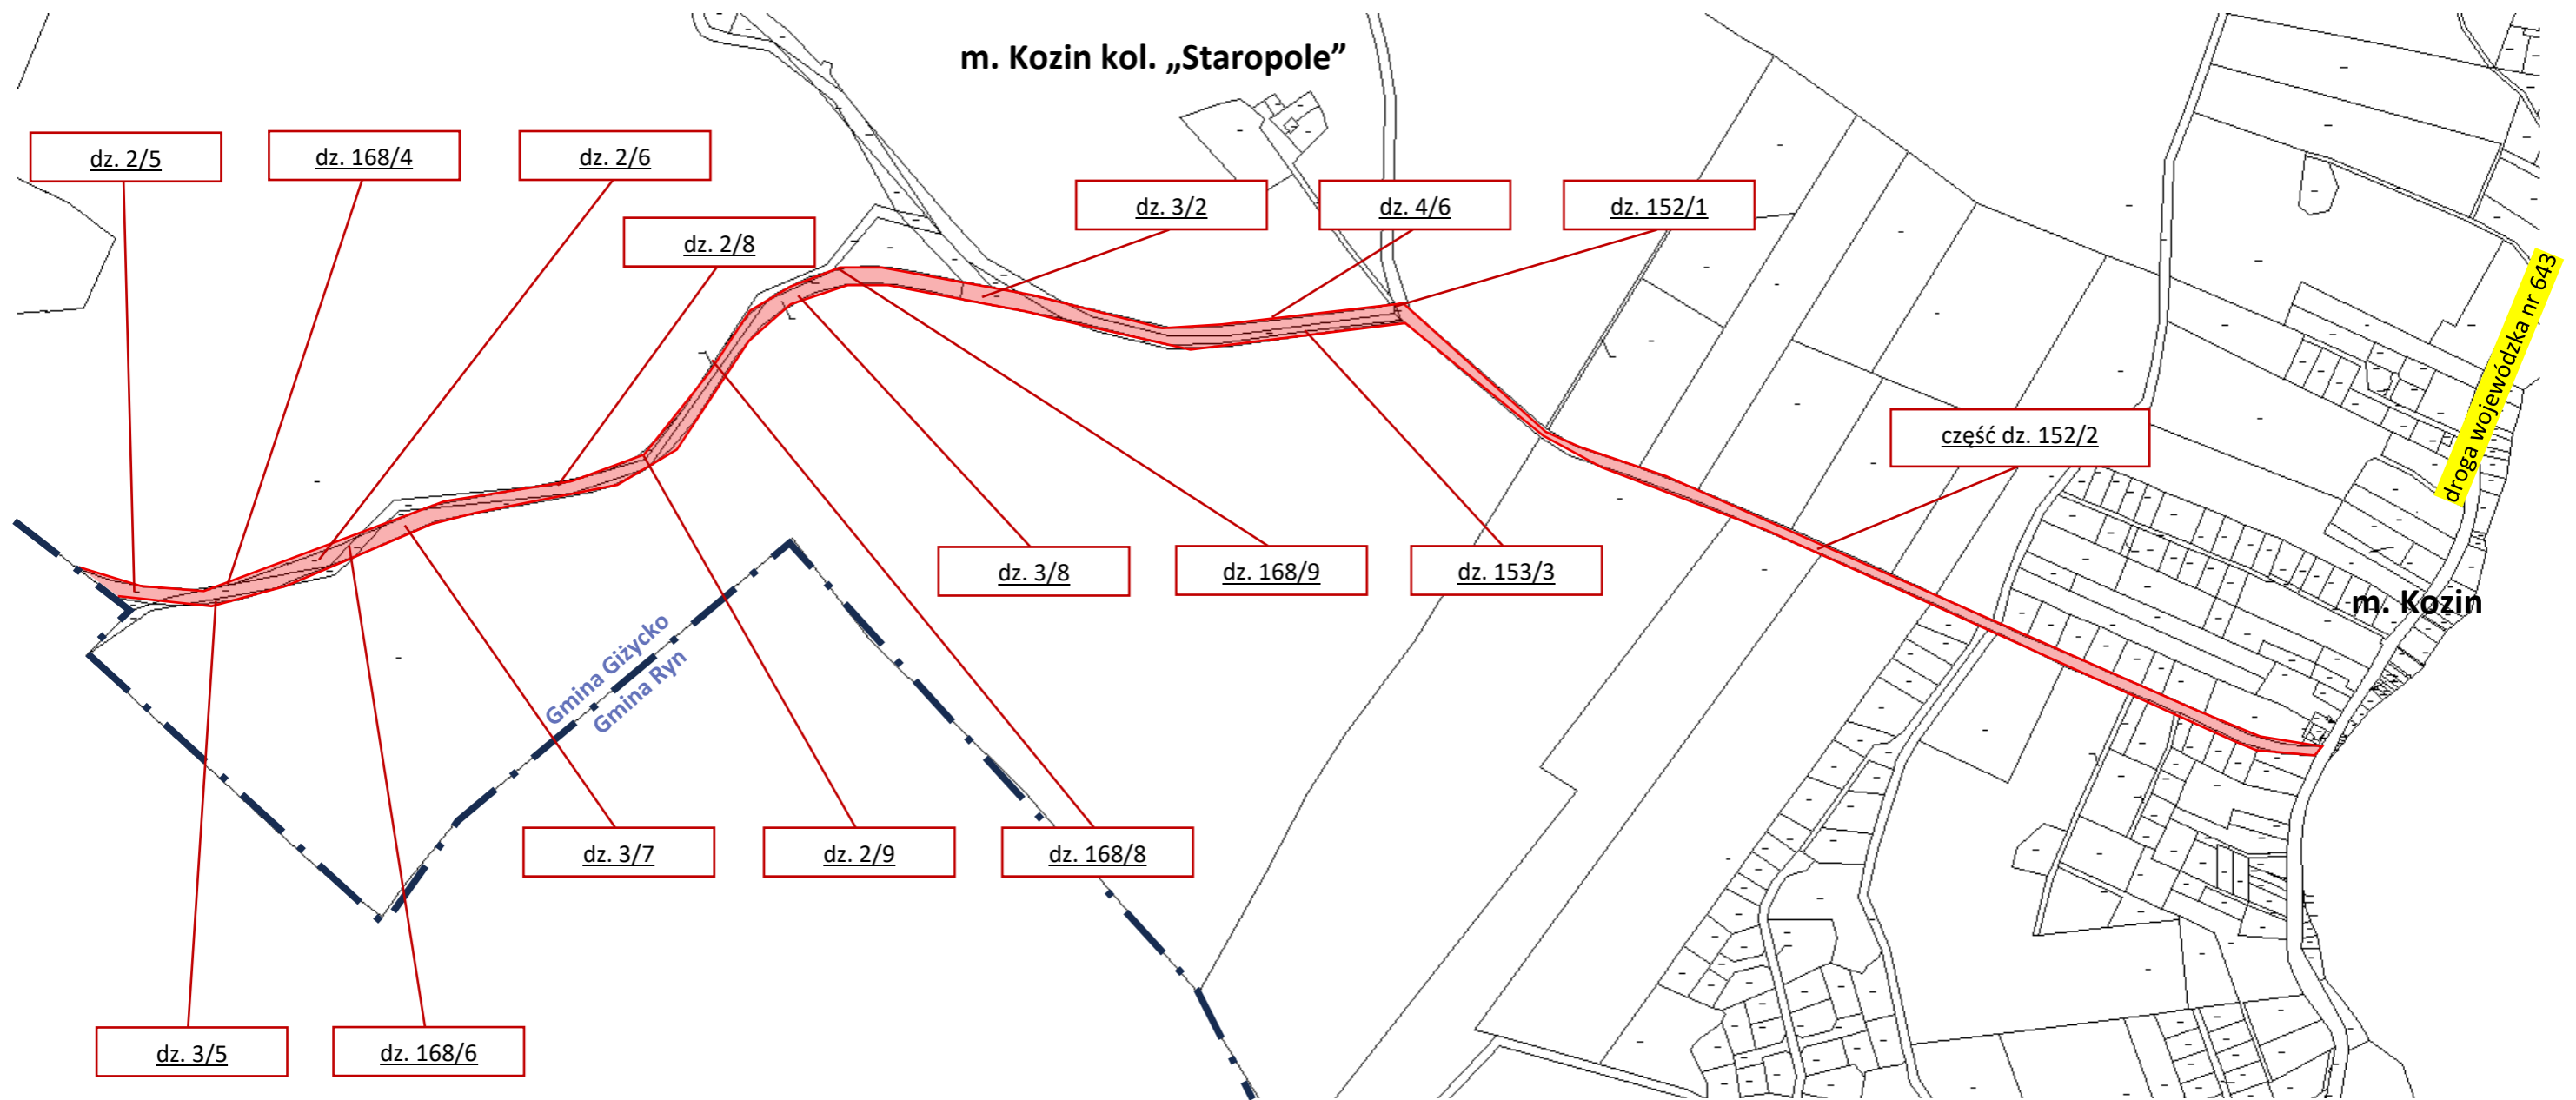 m. Kozin kol. „Staropole”
dz. 2/5
dz. 168/4
dz. 2/6
dz. 2/8
dz. 3/2
dz. 4/6
dz. 152/1
droga wojewódzka nr 643
część dz. 152/2
dz. 3/8
dz. 168/9
dz. 153/3
m. Kozin
Gmina Giżycko
Gmina Ryn
dz. 3/7
dz. 2/9
dz. 168/8
dz. 3/5
dz. 168/6